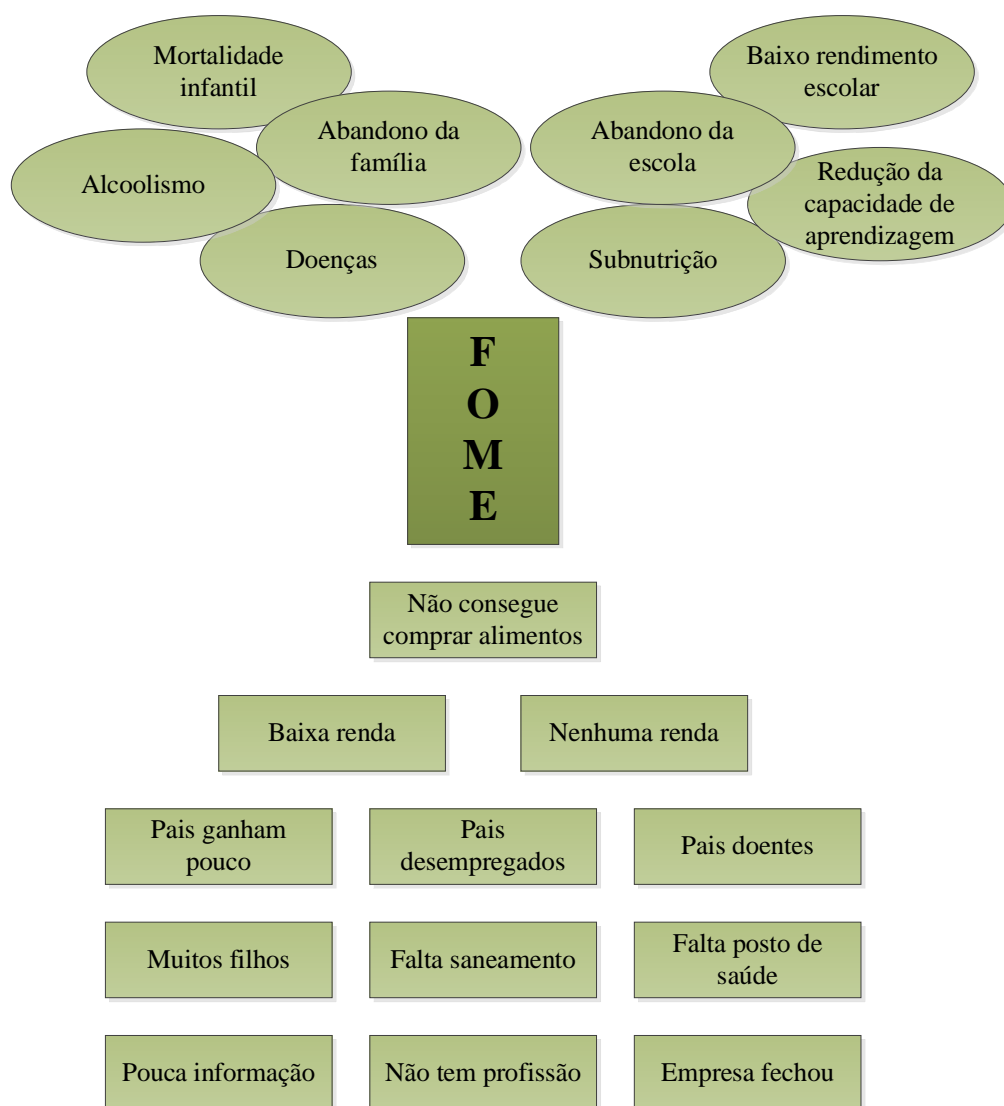 Mortalidade
infantil
Baixo rendimento
escolar
Abandono da
família
Abandono da
escola
Alcoolismo
Redução da
capacidade de
aprendizagem
Doenças
Subnutrição
F
O
M
E
Não consegue
comprar alimentos
Baixa renda
Nenhuma renda
Pais ganham
pouco
Pais
desempregados
Pais doentes
Muitos filhos
Falta saneamento
Falta posto de
saúde
Pouca informação
Não tem profissão
Empresa fechou